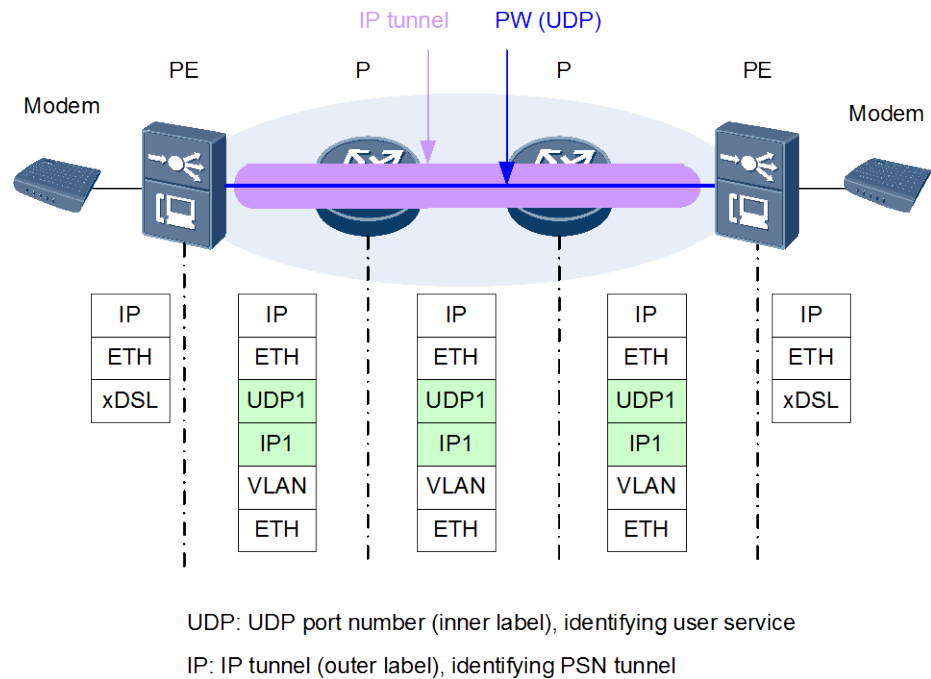 IP tunnel PW (UDP)
PE P P PE
Modem Modem
IP IP IP IP IP
ETH ETH ETH ETH ETH
xDSL UDP1 UDP1 UDP1 xDSL
IP1 IP1 IP1
VLAN VLAN VLAN
ETH ETH ETH
UDP: UDP port number (inner label), identifying user service
IP: IP tunnel (outer label), identifying PSN tunnel